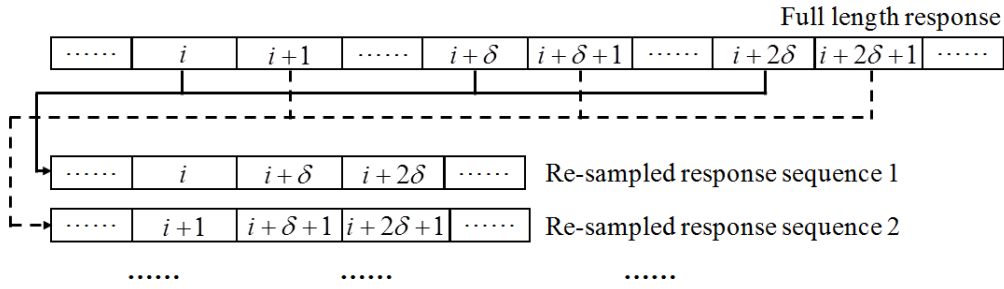 Full length response
...... i i+1 ...... i+δ i+δ+1 ...... i+2δ i+2δ+1 ......
...... i i+δ i+2δ ...... Re-sampled response sequence 1
...... i+1 i+δ+1 i+2δ+1 ...... Re-sampled response sequence 2
...... ...... ......